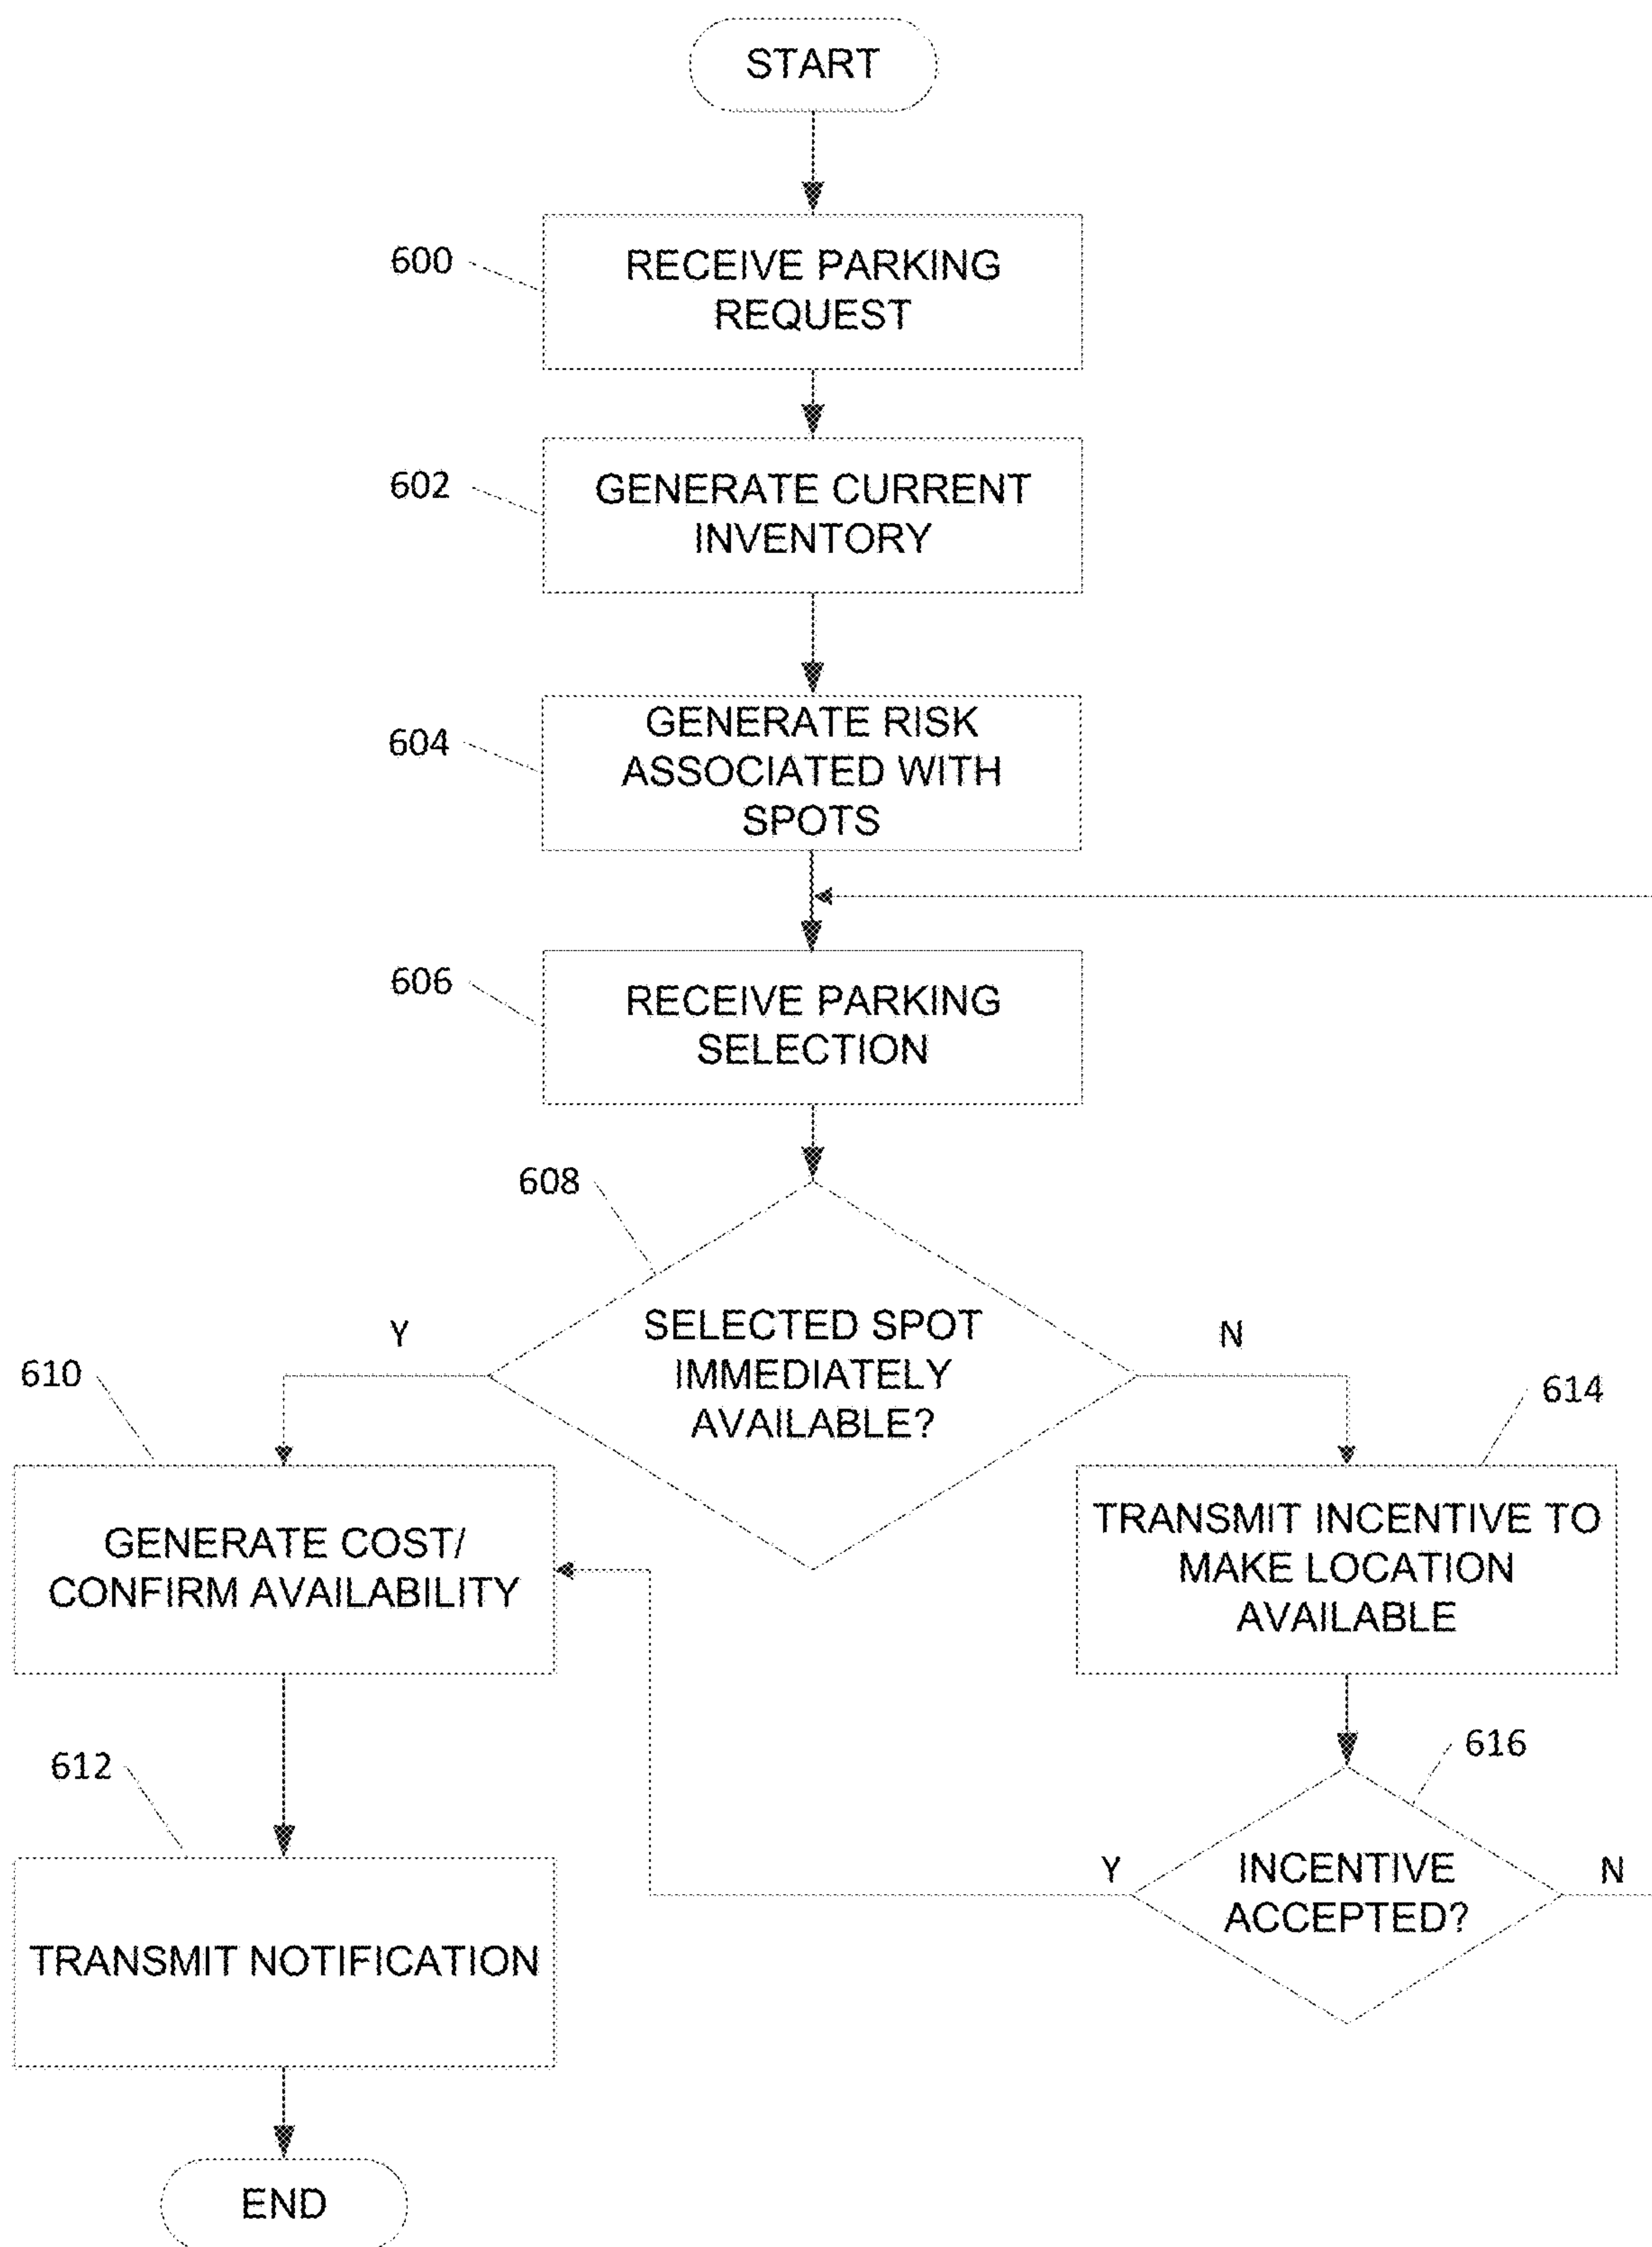 START
600
RECEIVE PARKING
REQUEST
602
GENERATE CURRENT
INVENTORY
604
GENERATE RISK
ASSOCIATED WITH
SPOTS
606
RECEIVE PARKING
SELECTION
608
SELECTED SPOT
IMMEDIATELY
AVAILABLE?
Y
N
610
GENERATE COST/
CONFIRM AVAILABILITY
614
TRANSMIT INCENTIVE TO
MAKE LOCATION
AVAILABLE
612
TRANSMIT NOTIFICATION
616
INCENTIVE
ACCEPTED?
Y
N
END